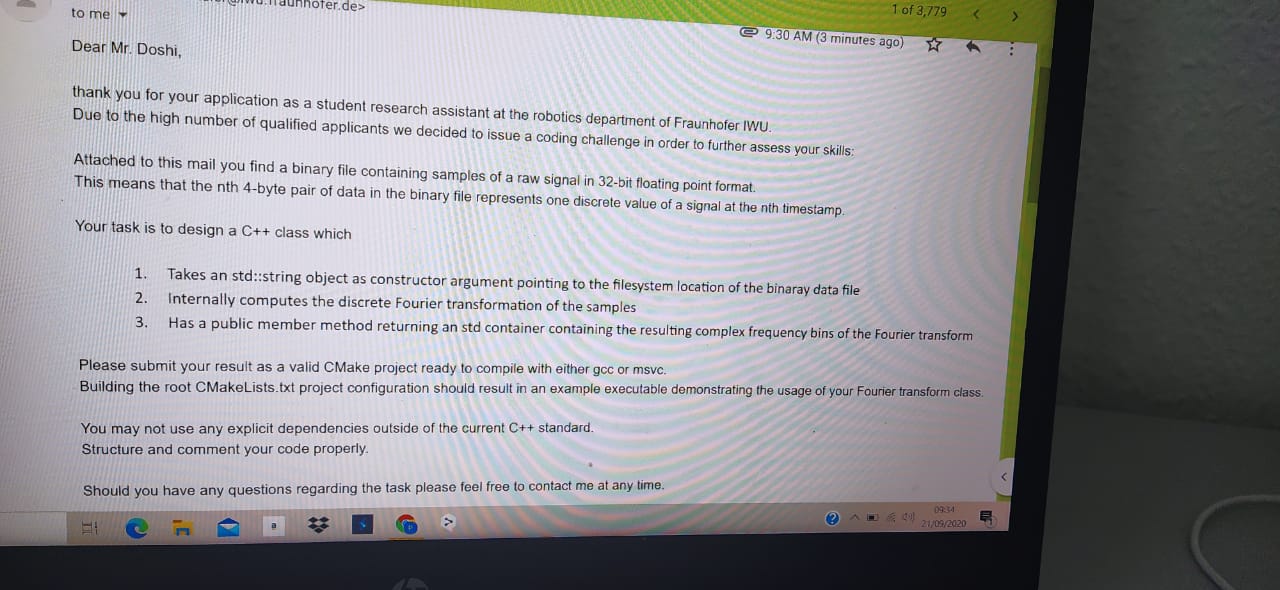 1 of 3,779
to me
9:30 AM (3 minutes ago)
Dear Mr. Doshi,
thank you for your application as a student research assistant at the robotics department of Fraunhofer IWU.
Due to the high number of qualified applicants we decided to issue a coding challenge in order to further assess your skills:
Attached to this mail you find a binary file containing samples of a raw signal in 32-bit floating point format.
This means that the nth 4-byte pair of data in the binary file represents one discrete value of a signal at the nth timestamp.
Your task is to design a C++ class which
1. Takes an std::string object as constructor argument pointing to the filesystem location of the binaray data file
2. Internally computes the discrete Fourier transformation of the samples
3. Has a public member method returning an std container containing the resulting complex frequency bins of the Fourier transform
Please submit your result as a valid CMake project ready to compile with either gcc or msvc.
Building the root CMakeLists.txt project configuration should result in an example executable demonstrating the usage of your Fourier transform class.
You may not use any explicit dependencies outside of the current C++ standard.
Structure and comment your code properly.
Should you have any questions regarding the task please feel free to contact me at any time.
09:34
21/09/2020